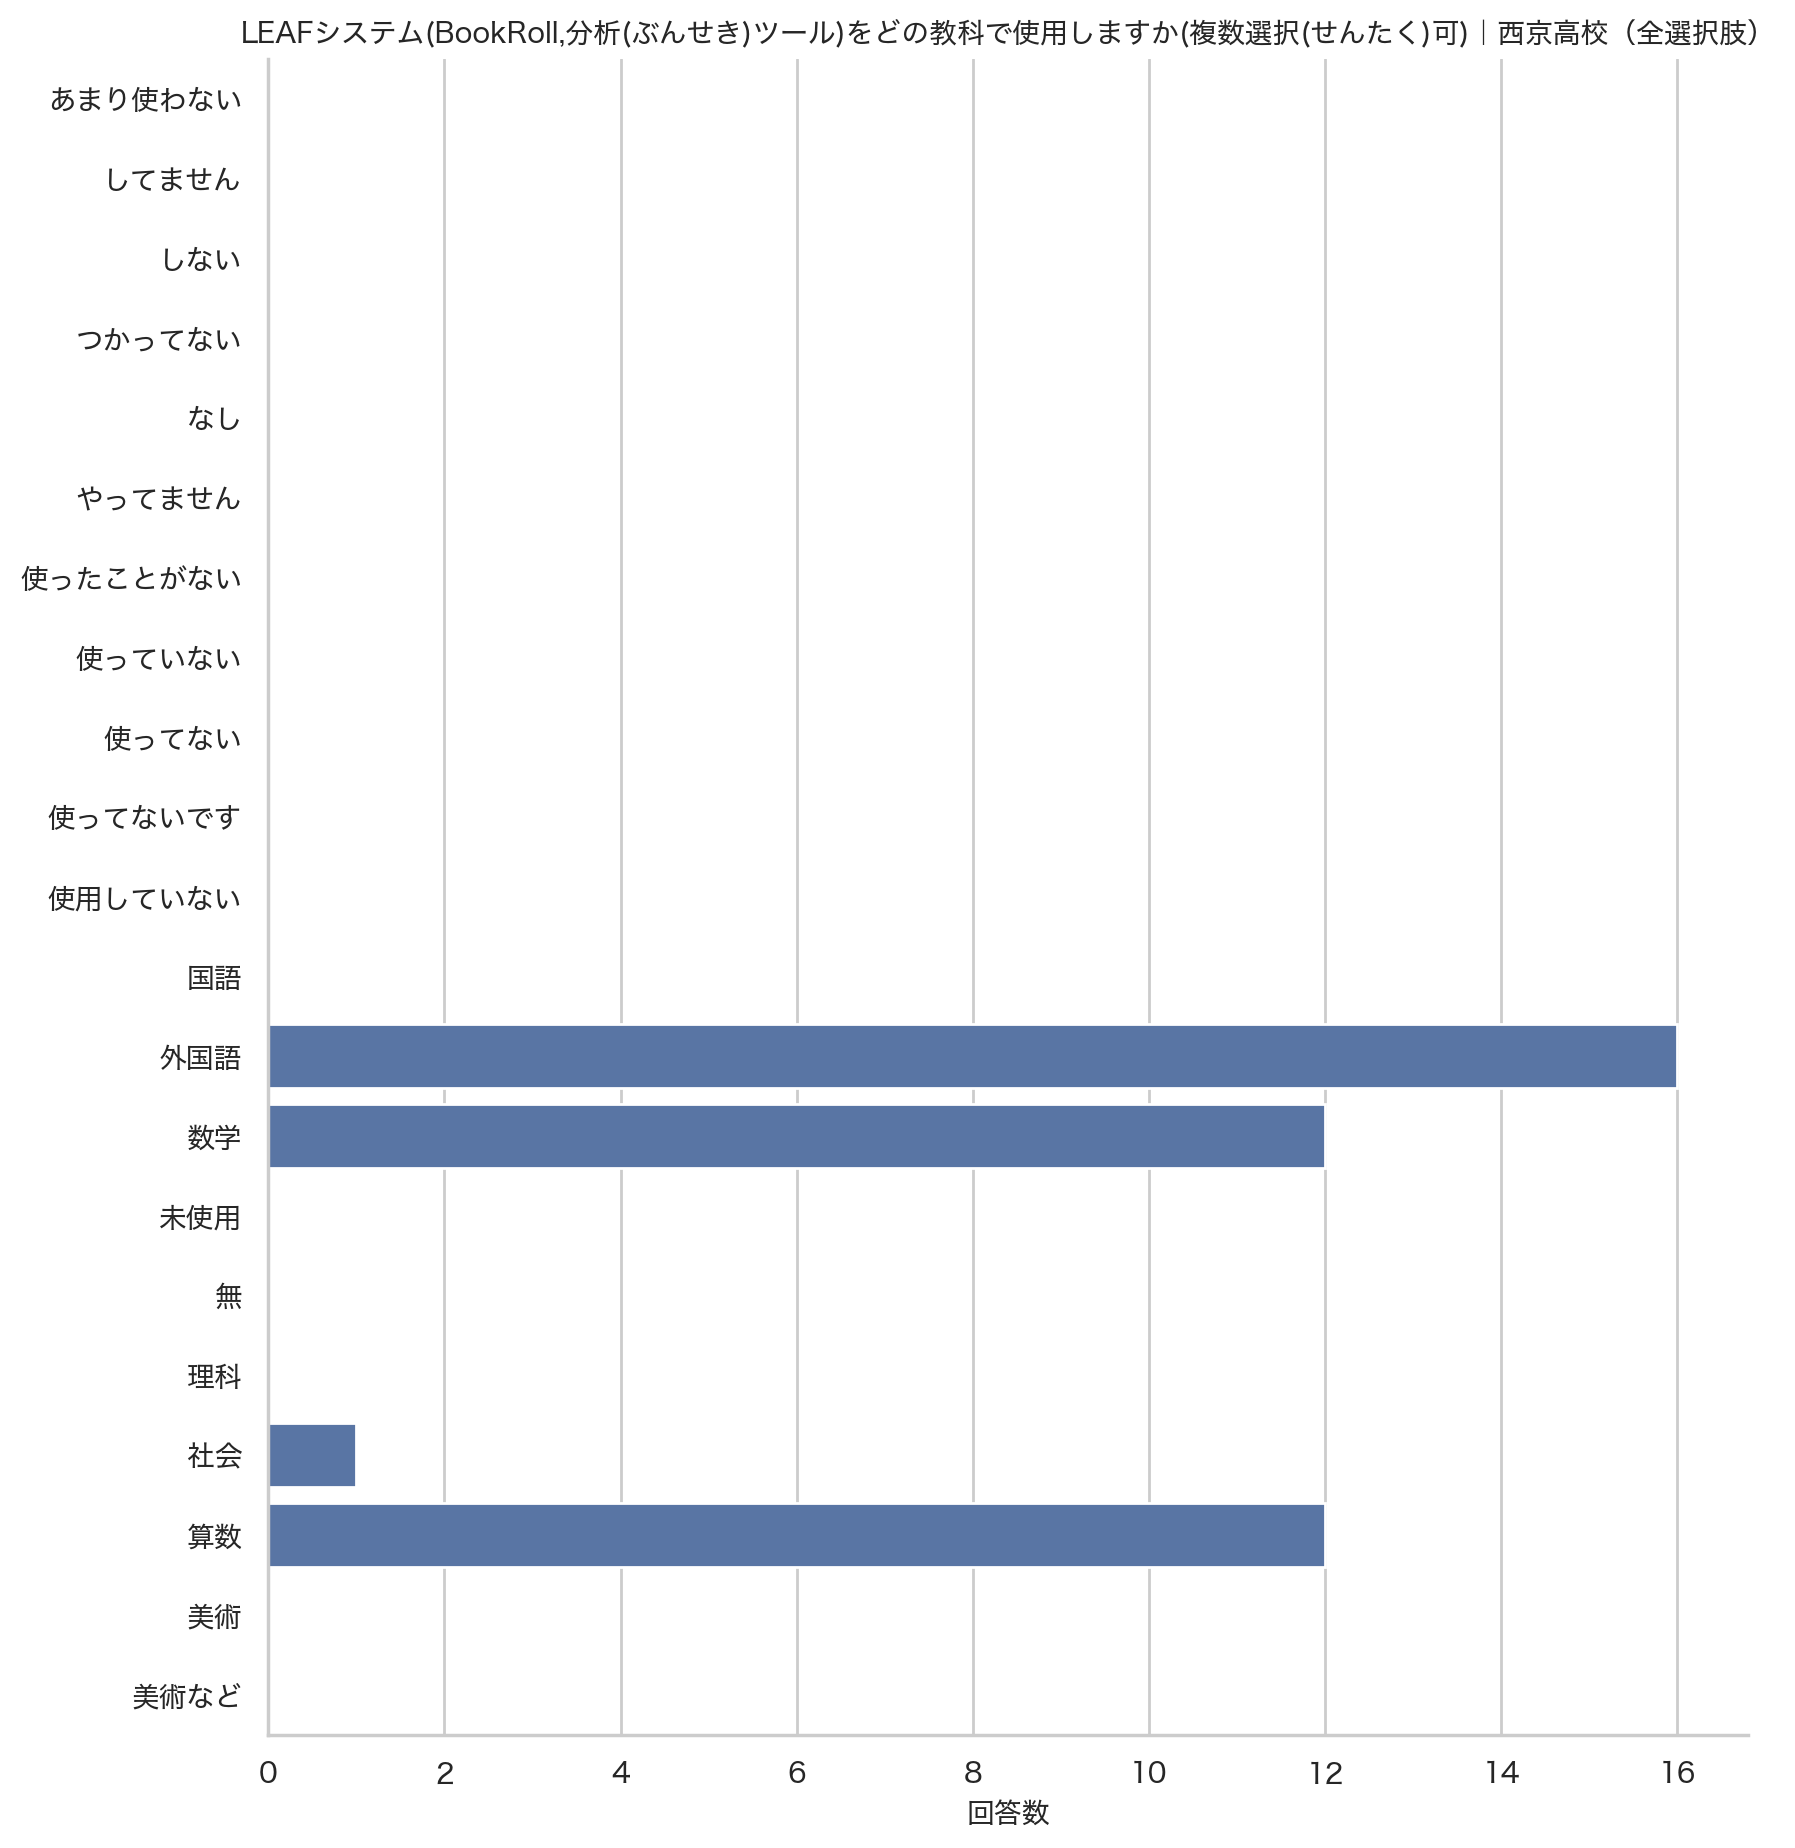 LEAFシステム(BookRoll,分析(ぶんせき)ツール)をどの教科で使用しますか(複数選択(せんたく)可)｜西京高校（全選択肢）
あまり使わない
してません
しない
つかってない
なし
やってません
使ったことがない
使っていない
使ってない
使ってないです
使用していない
国語
外国語
数学
未使用
無
理科
社会
算数
美術
美術など
0 2 4 6 8 10 12 14 16
回答数